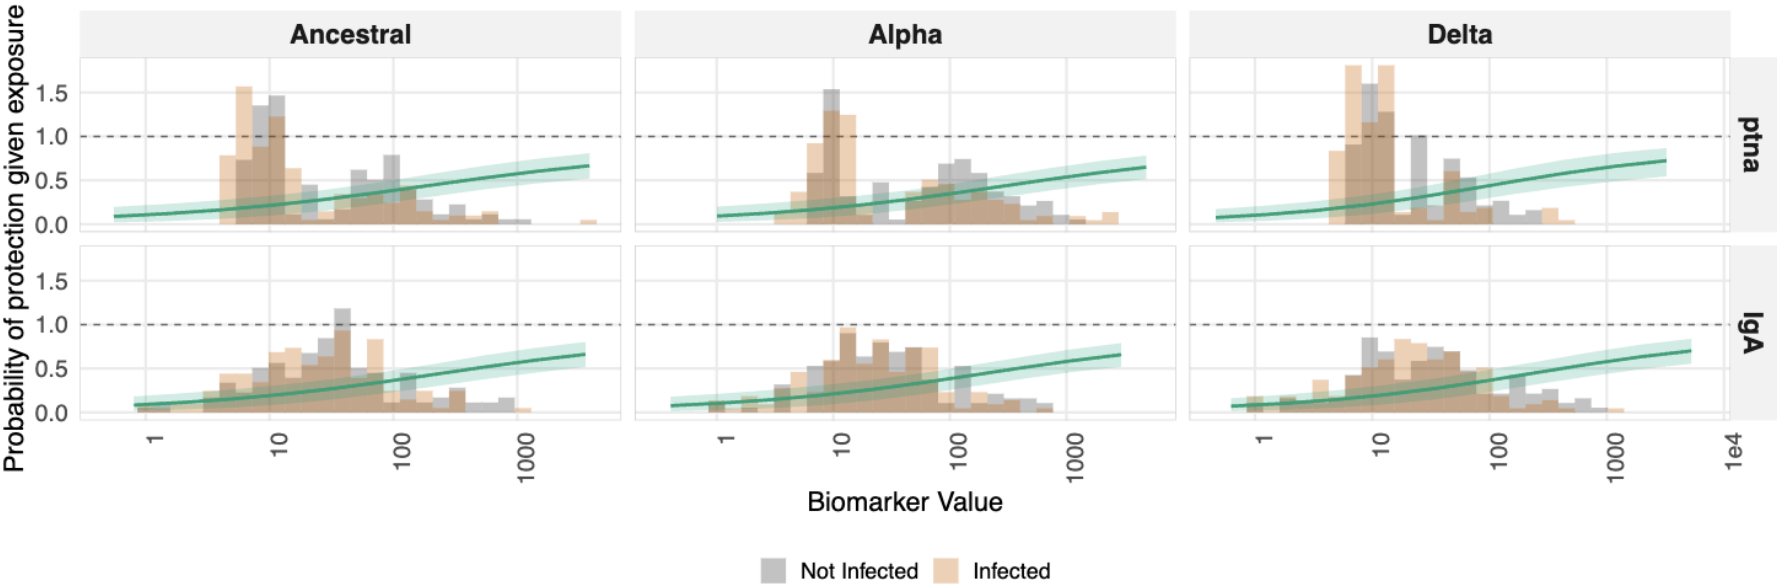 Probability of protection given exposure
Ancestral
Alpha
Delta
1.5
1.0
0.5
0.0
ptna
1.5
1.0
0.5
0.0
IgA
1
10
100
1000
1
10
100
1000
1
10
100
1000
1e4
Biomarker Value
Not Infected
Infected